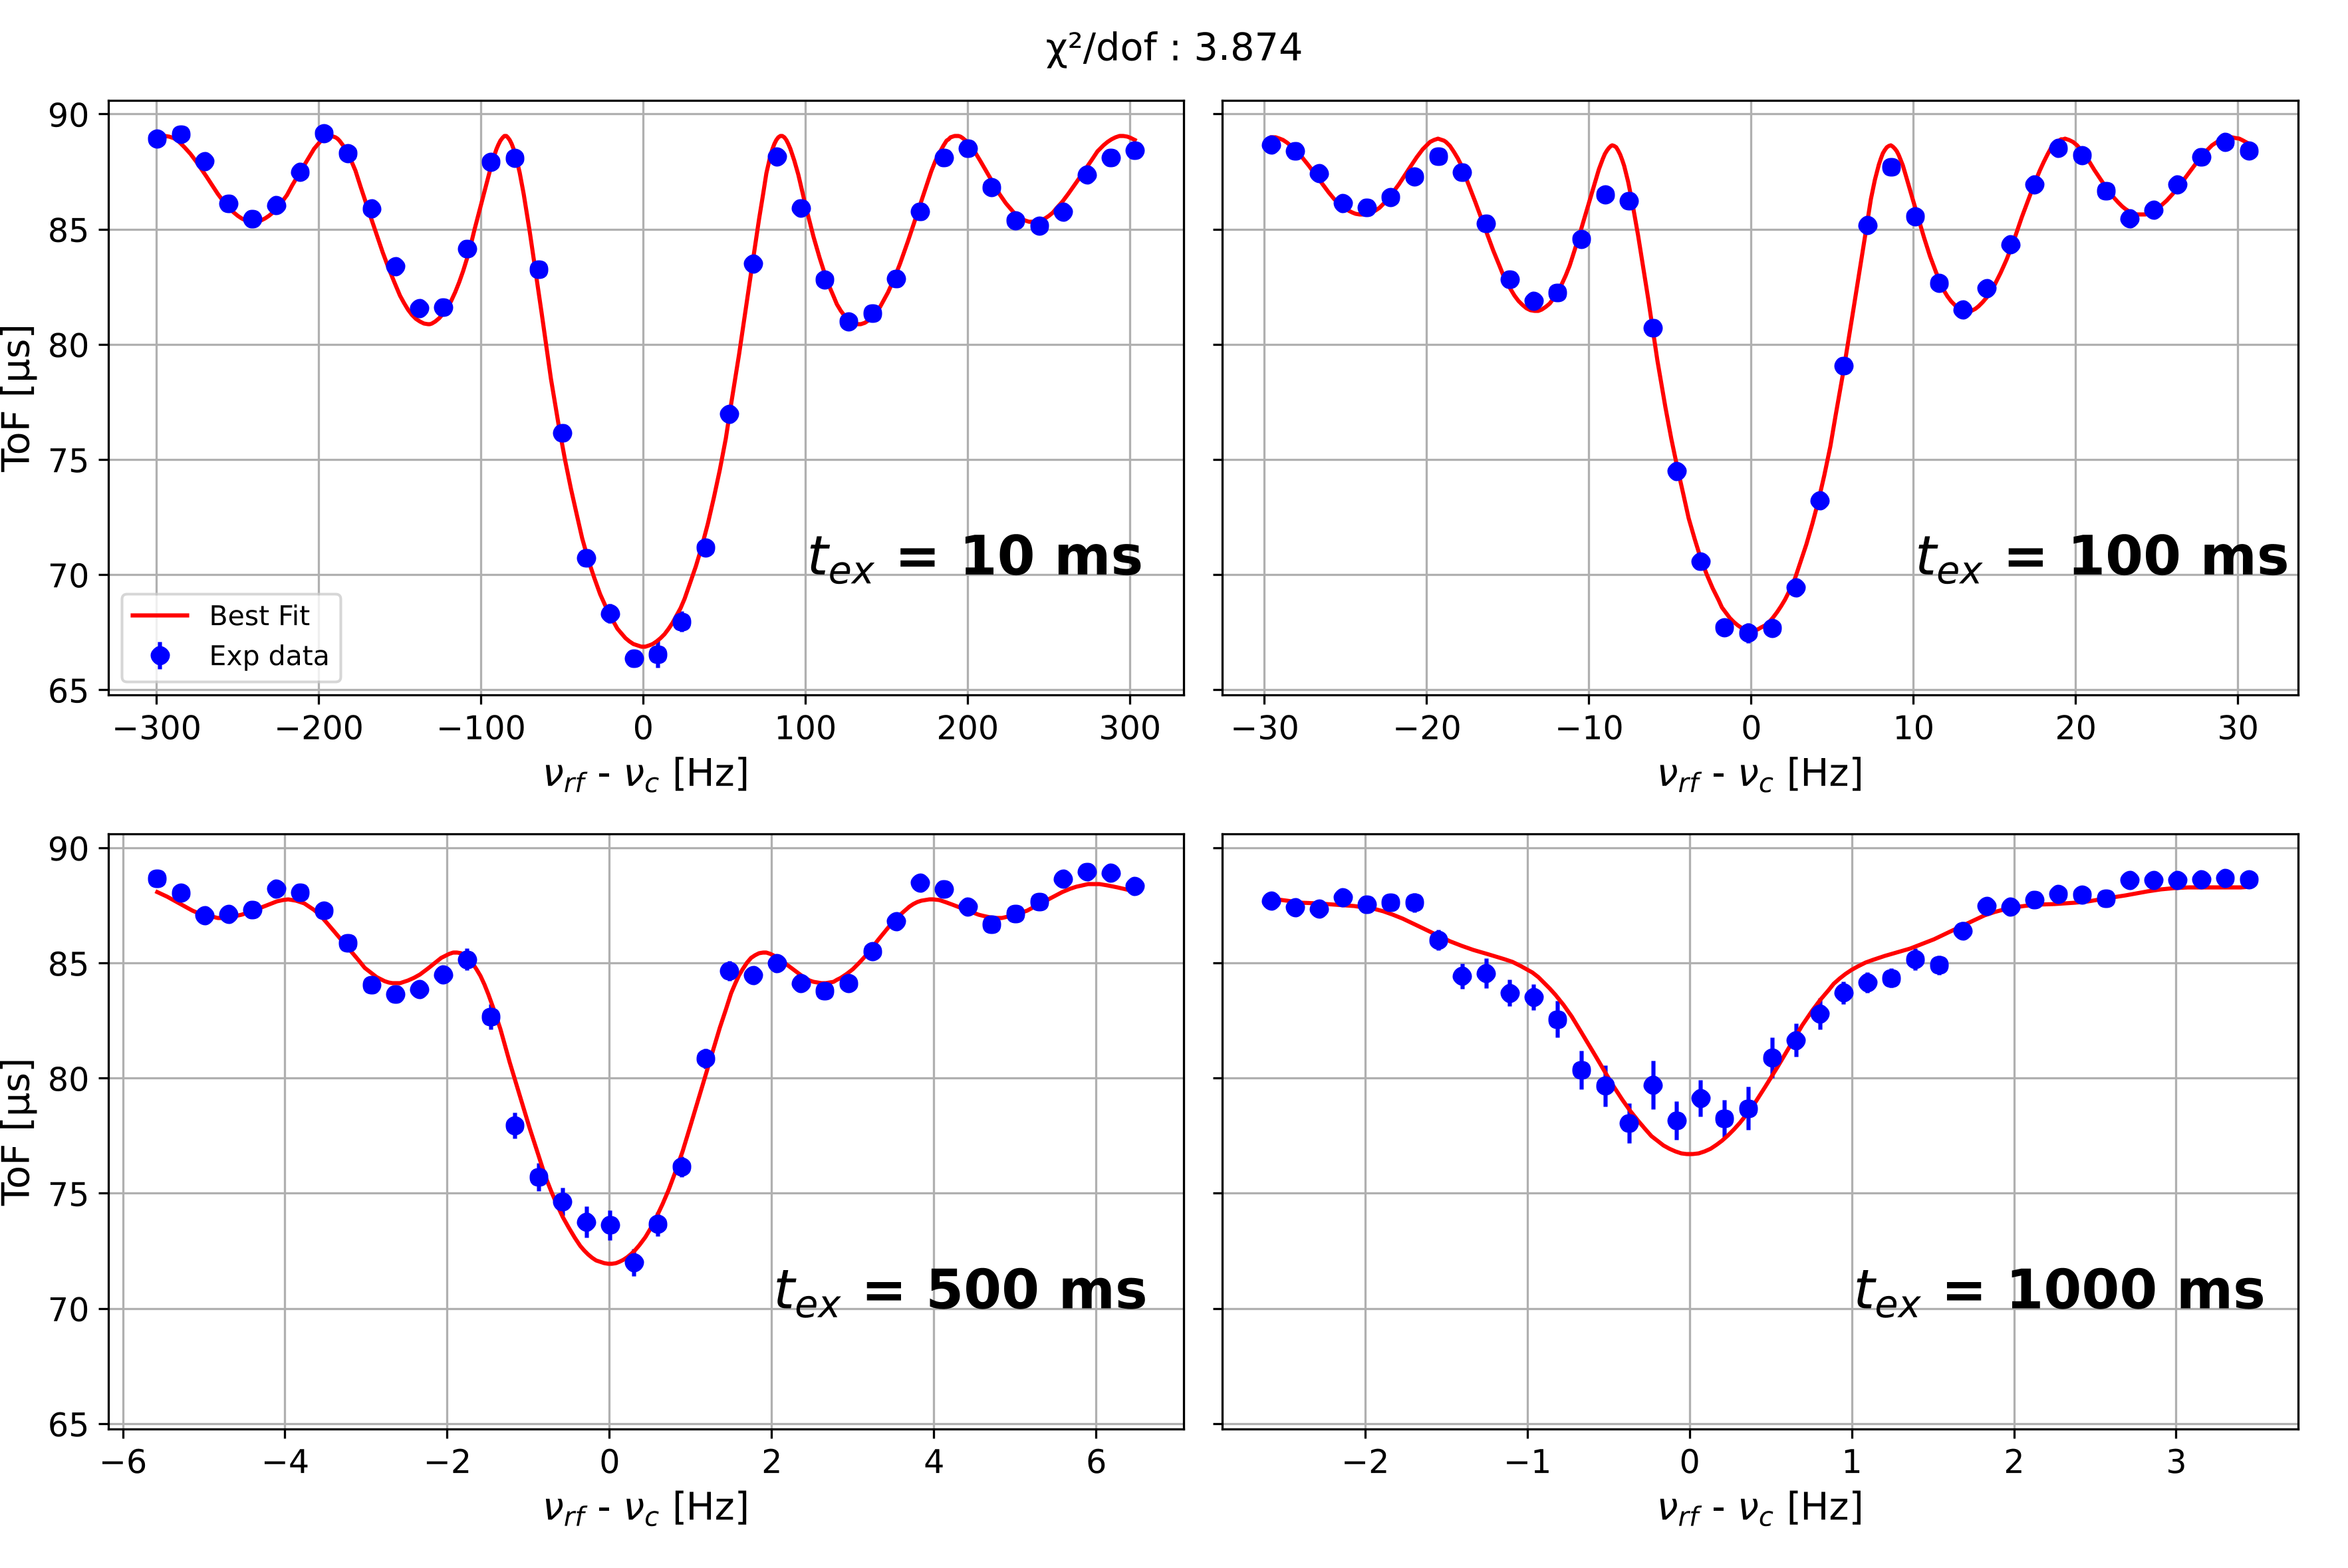 χ²/dof : 3.874
90
85
80
75
70
65
ToF [µs]
t_ex = 10 ms
Best Fit
Exp data
−300 −200 −100 0 100 200 300
ν_rf - ν_c [Hz]
t_ex = 100 ms
−30 −20 −10 0 10 20 30
ν_rf - ν_c [Hz]
90
85
80
75
70
65
ToF [µs]
t_ex = 500 ms
−6 −4 −2 0 2 4 6
ν_rf - ν_c [Hz]
t_ex = 1000 ms
−2 −1 0 1 2 3
ν_rf - ν_c [Hz]